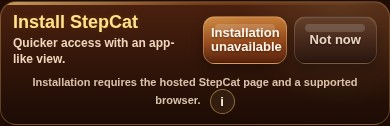 Install StepCat
Quicker access with an app-
like view.
Installation
unavailable
Not now
Installation requires the hosted StepCat page and a supported
browser. i